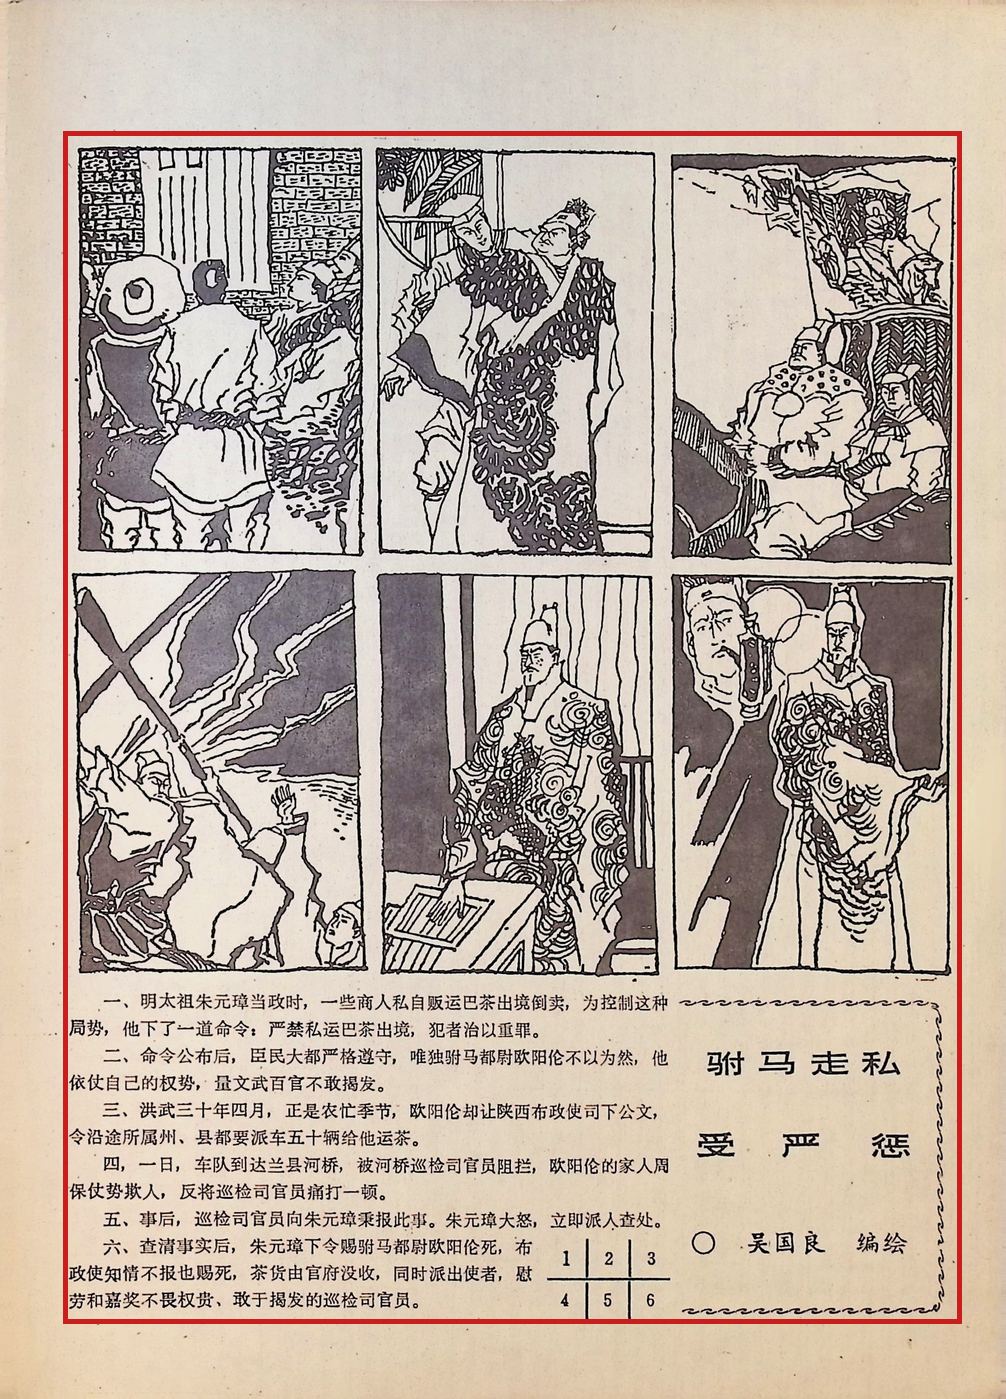 一、明太祖朱元璋当政时，一些商人私自贩运巴茶出境倒卖，为控制这种
局势，他下了一道命令：严禁私运巴茶出境，犯者治以重罪。
二、命令公布后，臣民大都严格遵守，唯独驸马都尉欧阳伦不以为然，他
依仗自己的权势，量文武百官不敢揭发。
三、洪武三十年四月，正是农忙季节，欧阳伦却让陕西布政使司下公文，
令沿途所属州、县都要派车五十辆给他运茶。
四，一日，车队到达兰县河桥，被河桥巡检司官员阻拦，欧阳伦的家人周
保仗势欺人，反将巡检司官员痛打一顿。
五、事后，巡检司官员向朱元璋秉报此事。朱元璋大怒，立即派人查处。
六、查清事实后，朱元璋下令赐驸马都尉欧阳伦死，布
政使知情不报也赐死，茶货由官府没收，同时派出使者，慰
劳和嘉奖不畏权贵、敢于揭发的巡检司官员。
1 2 3
4 5 6
驸马走私
受严惩
○ 吴国良 编绘